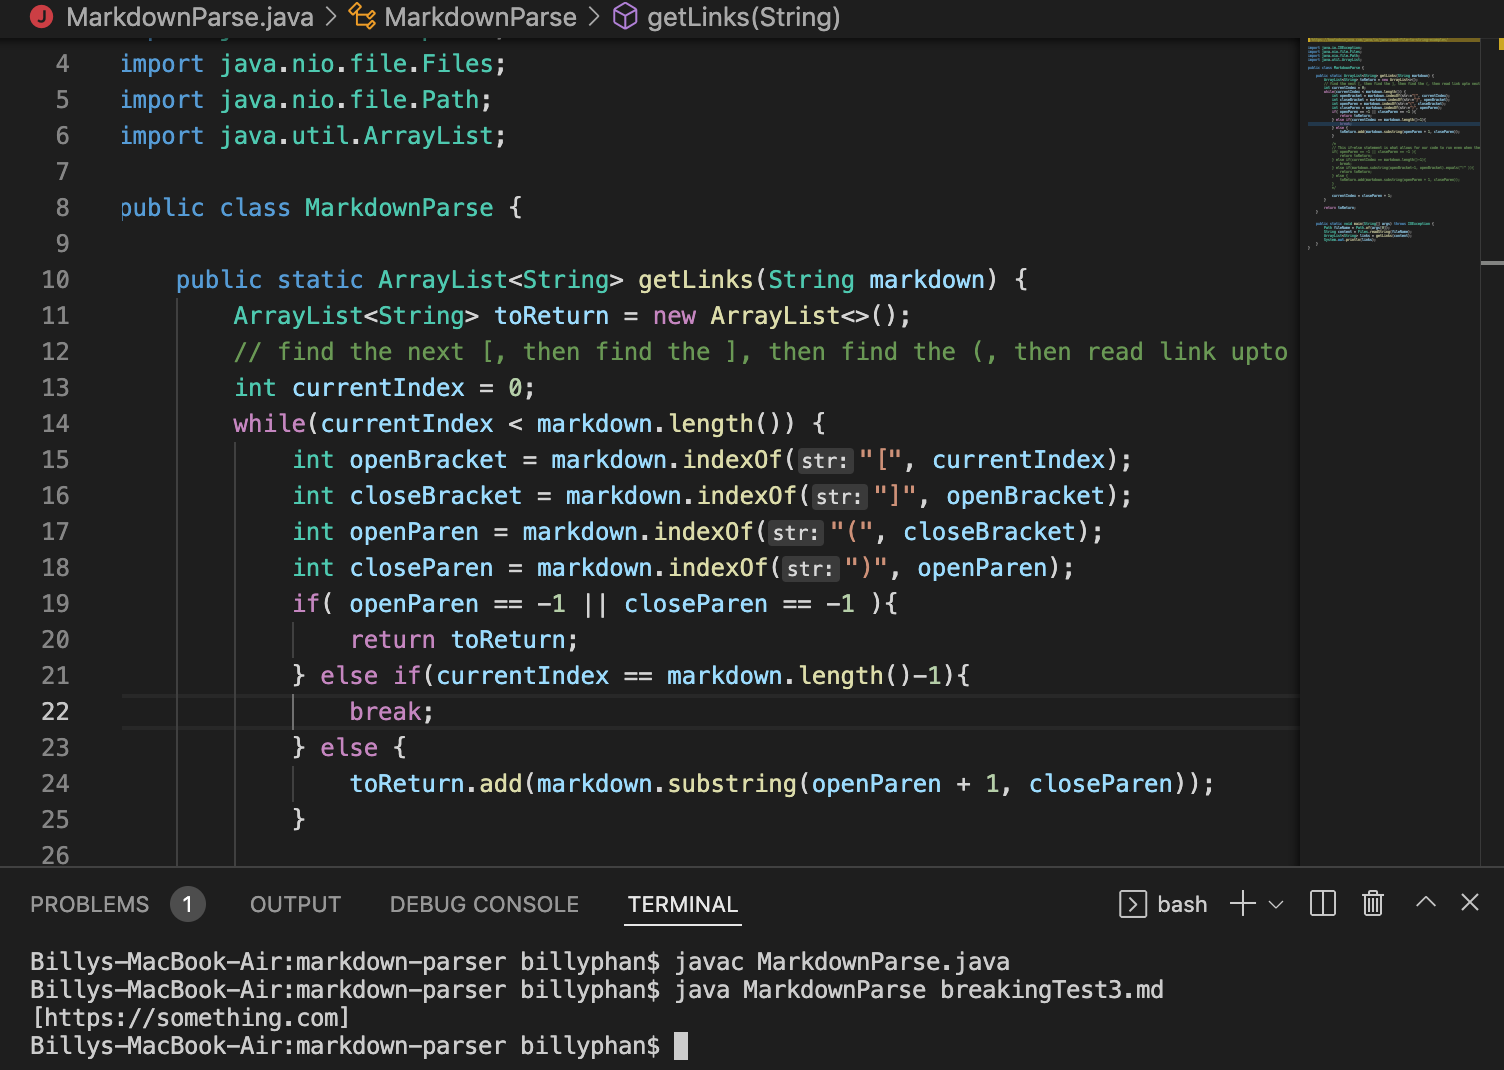 MarkdownParse.java > MarkdownParse > getLinks(String)
4 import java.nio.file.Files;
5 import java.nio.file.Path;
6 import java.util.ArrayList;
7
8 public class MarkdownParse {
9
10 public static ArrayList<String> getLinks(String markdown) {
11 ArrayList<String> toReturn = new ArrayList<>();
12 // find the next [, then find the ], then find the (, then read link upto
13 int currentIndex = 0;
14 while(currentIndex < markdown.length()) {
15 int openBracket = markdown.indexOf(str:"[", currentIndex);
16 int closeBracket = markdown.indexOf(str:"]", openBracket);
17 int openParen = markdown.indexOf(str:"(", closeBracket);
18 int closeParen = markdown.indexOf(str:")", openParen);
19 if( openParen == -1 || closeParen == -1 ){
20 return toReturn;
21 } else if(currentIndex == markdown.length()-1){
22 break;
23 } else {
24 toReturn.add(markdown.substring(openParen + 1, closeParen));
25 }
26
PROBLEMS 1 OUTPUT DEBUG CONSOLE TERMINAL bash
Billys-MacBook-Air:markdown-parser billyphan$ javac MarkdownParse.java
Billys-MacBook-Air:markdown-parser billyphan$ java MarkdownParse breakingTest3.md
[https://something.com]
Billys-MacBook-Air:markdown-parser billyphan$